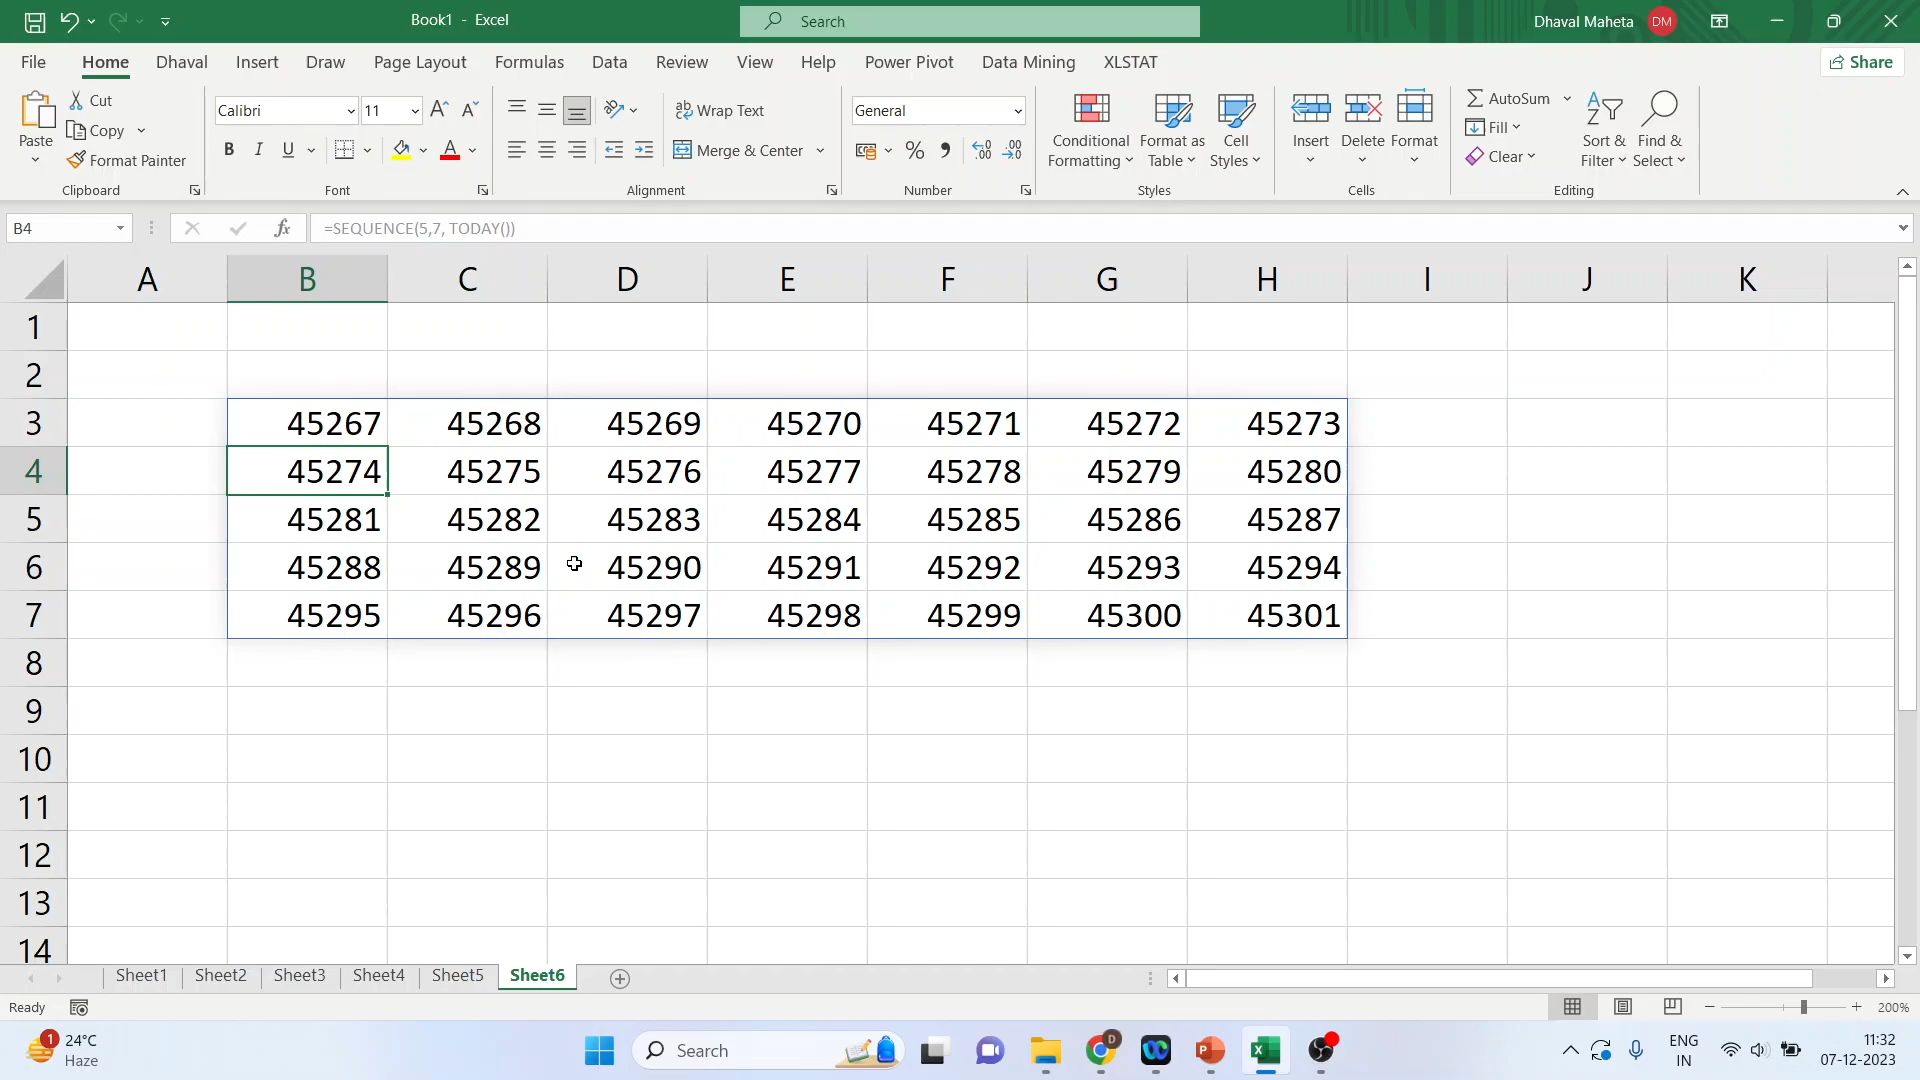 Book1 - Excel
Search
Dhaval Maheta DM
File Home Dhaval Insert Draw Page Layout Formulas Data Review View Help Power Pivot Data Mining XLSTAT Share
Paste
Cut
Copy
Format Painter
Clipboard
Calibri 11
B I U
A
Font
ab Wrap Text
Merge & Center
Alignment
General
% ,
Number
Conditional Formatting
Format as Table
Cell Styles
Styles
Insert
Delete
Format
Cells
AutoSum
Fill
Clear
Sort & Filter
Find & Select
Editing
B4 fx =SEQUENCE(5,7, TODAY())
A B C D E F G H I J K
1
2
3 45267 45268 45269 45270 45271 45272 45273
4 45274 45275 45276 45277 45278 45279 45280
5 45281 45282 45283 45284 45285 45286 45287
6 45288 45289 45290 45291 45292 45293 45294
7 45295 45296 45297 45298 45299 45300 45301
8
9
10
11
12
13
14
Sheet1 Sheet2 Sheet3 Sheet4 Sheet5 Sheet6
Ready 200%
1 24°C
Haze
Search
D
ENG
IN
11:32
07-12-2023